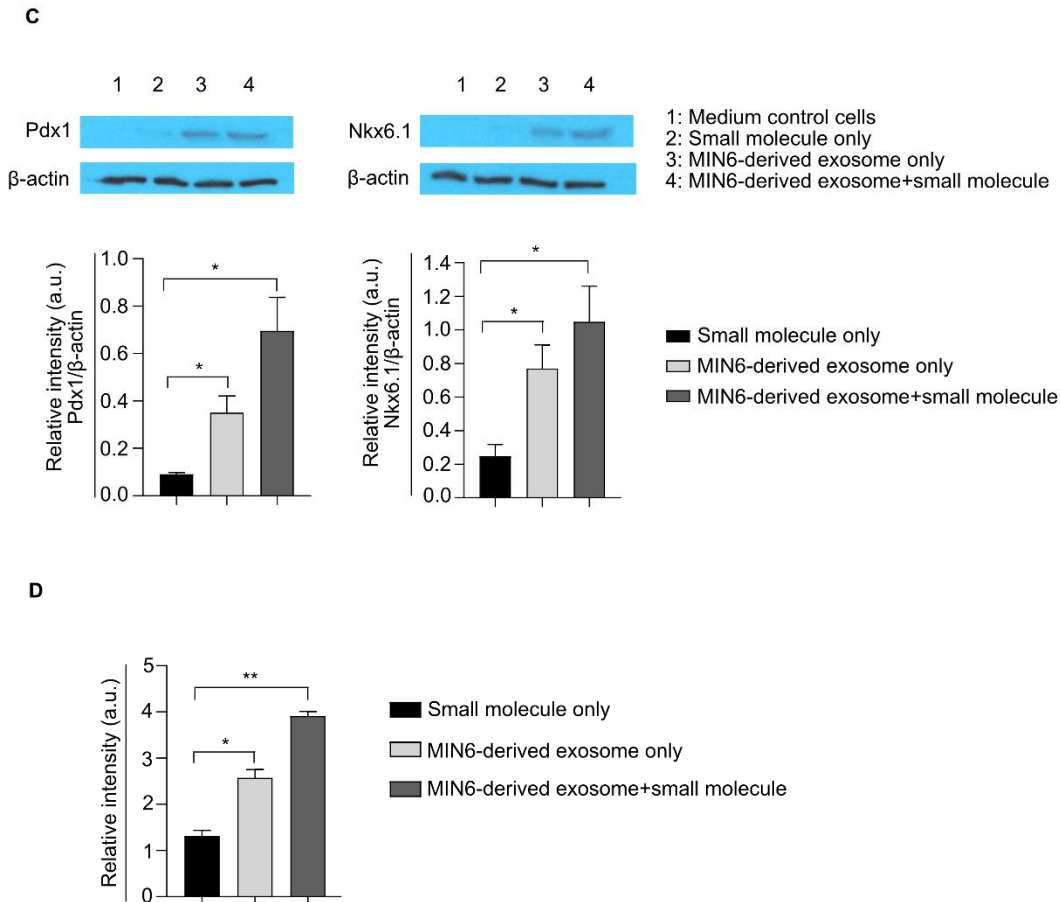 C
1 2 3 4
Pdx1
β-actin
1 2 3 4
Nkx6.1
β-actin
1: Medium control cells
2: Small molecule only
3: MIN6-derived exosome only
4: MIN6-derived exosome+small molecule
Relative intensity (a.u.)
Pdx1/β-actin
1.0
0.8
0.6
0.4
0.2
0.0
*
*
Relative intensity (a.u.)
Nkx6.1/β-actin
1.4
1.2
1.0
0.8
0.6
0.4
0.2
0.0
*
*
Small molecule only
MIN6-derived exosome only
MIN6-derived exosome+small molecule
D
Relative intensity (a.u.)
5
4
3
2
1
0
**
*
Small molecule only
MIN6-derived exosome only
MIN6-derived exosome+small molecule